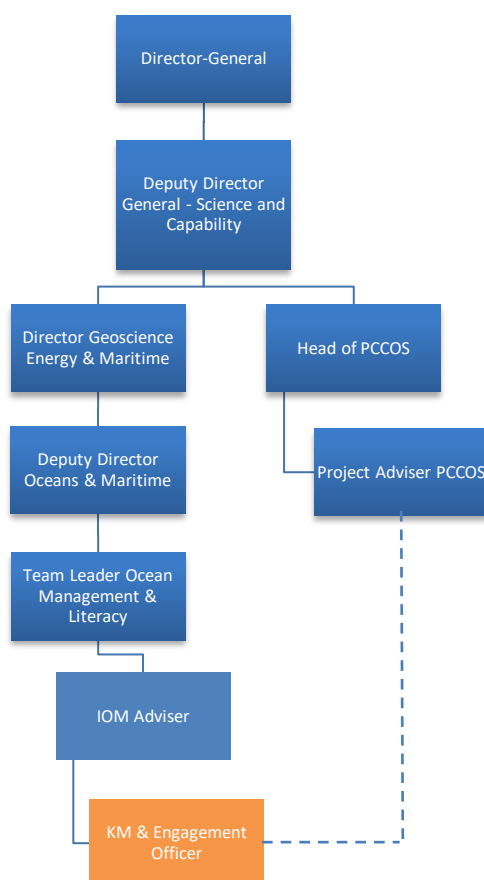 Director-General
Deputy Director
General - Science and
Capability
Director Geoscience
Energy & Maritime
Head of PCCOS
Deputy Director
Oceans & Maritime
Project Adviser PCCOS
Team Leader Ocean
Management &
Literacy
IOM Adviser
KM & Engagement
Officer